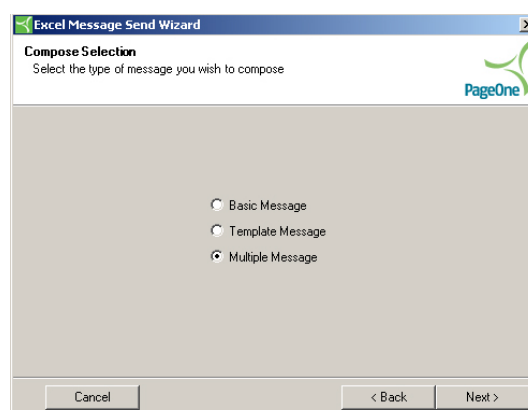 Excel Message Send Wizard
Compose Selection
Select the type of message you wish to compose
PageOne
Basic Message
Template Message
Multiple Message
Cancel
< Back
Next >